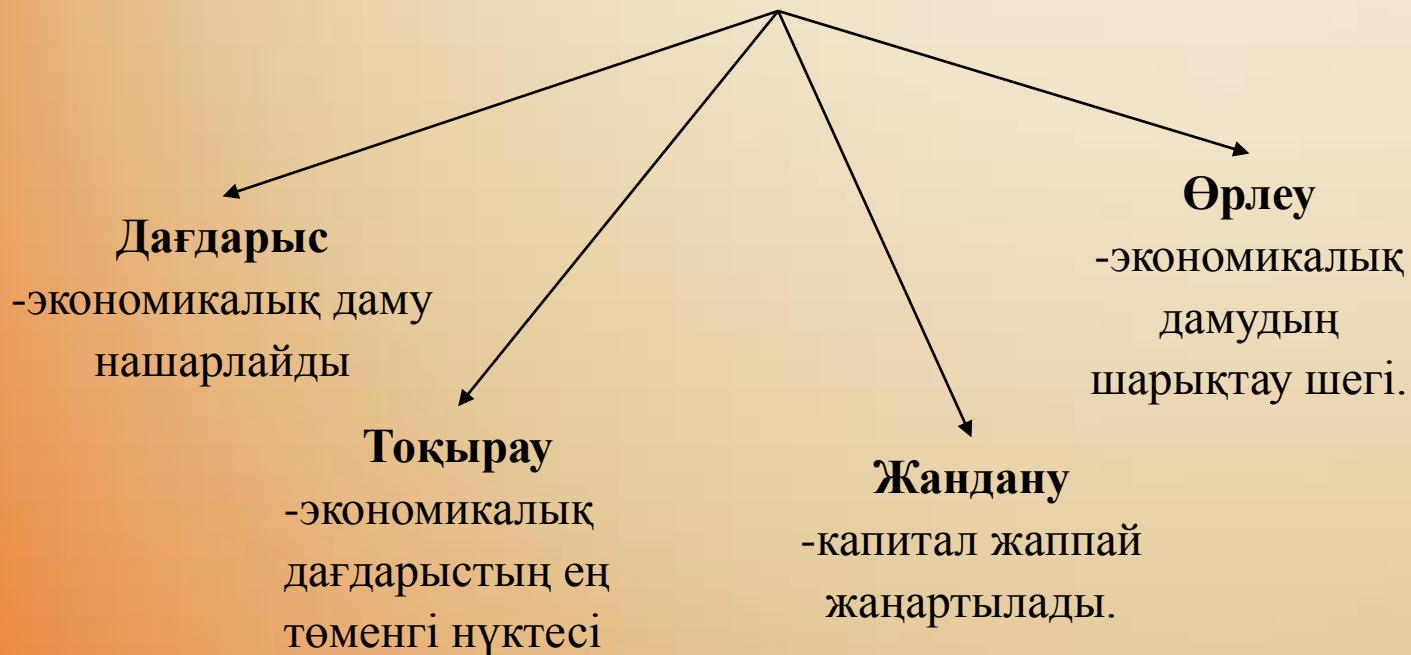 Дағдарыс
-экономикалық даму
нашарлайды
Тоқырау
-экономикалық
дағдарыстың ең
төменгі нүктесі
Жандану
-капитал жаппай
жаңартылады.
Өрлеу
-экономикалық
дамудың
шарықтау шегі.